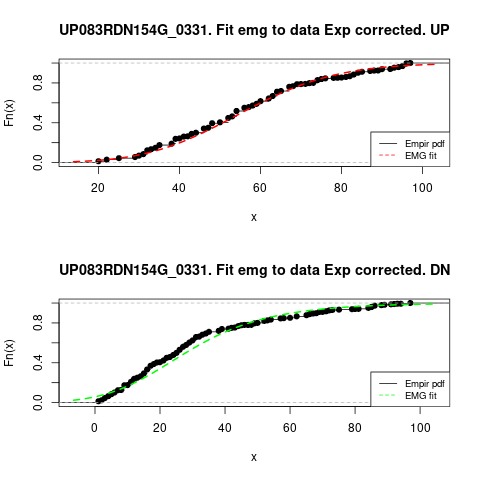 UP083RDN154G_0331. Fit emg to data Exp corrected. UP
Fn(x)
0.0 0.4 0.8
Empir pdf
EMG fit
20 40 60 80 100
x
UP083RDN154G_0331. Fit emg to data Exp corrected. DN
Fn(x)
0.0 0.4 0.8
Empir pdf
EMG fit
0 20 40 60 80 100
x